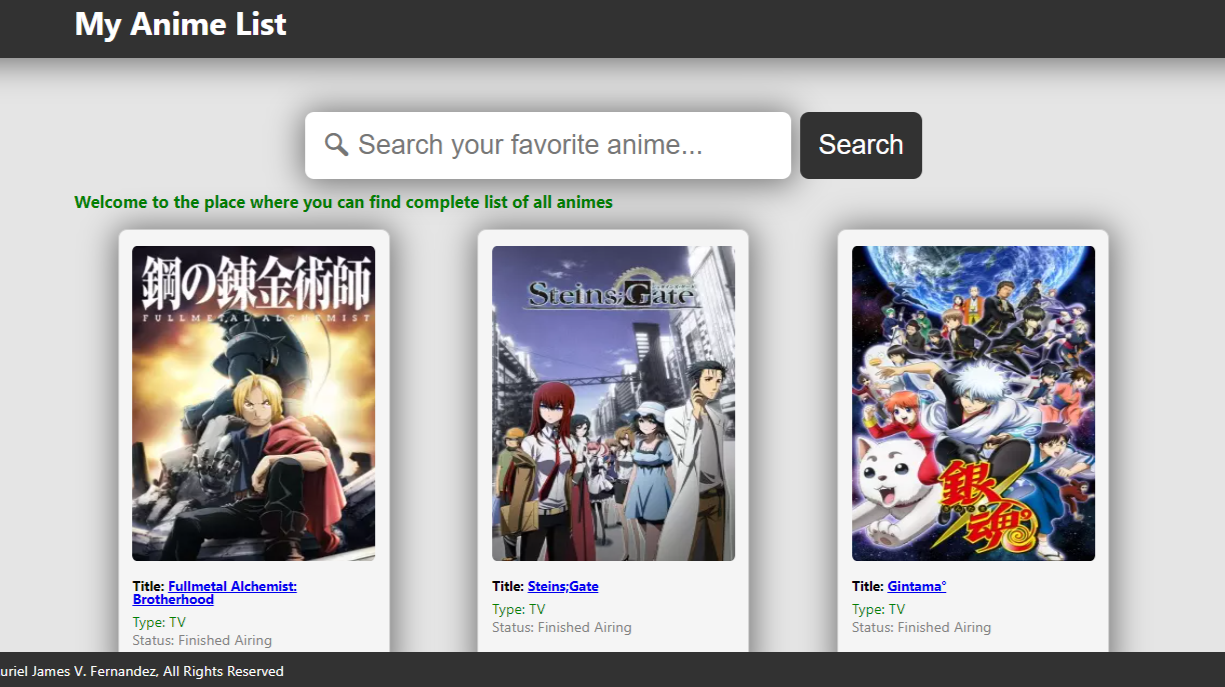 My Anime List
Search your favorite anime...
Search
Welcome to the place where you can find complete list of all animes
鋼の錬金術師
FULLMETAL ALCHEMIST
Title: Fullmetal Alchemist:
Brotherhood
Type: TV
Status: Finished Airing
Steins;Gate
Title: Steins;Gate
Type: TV
Status: Finished Airing
銀魂
Title: Gintama°
Type: TV
Status: Finished Airing
uriel James V. Fernandez, All Rights Reserved